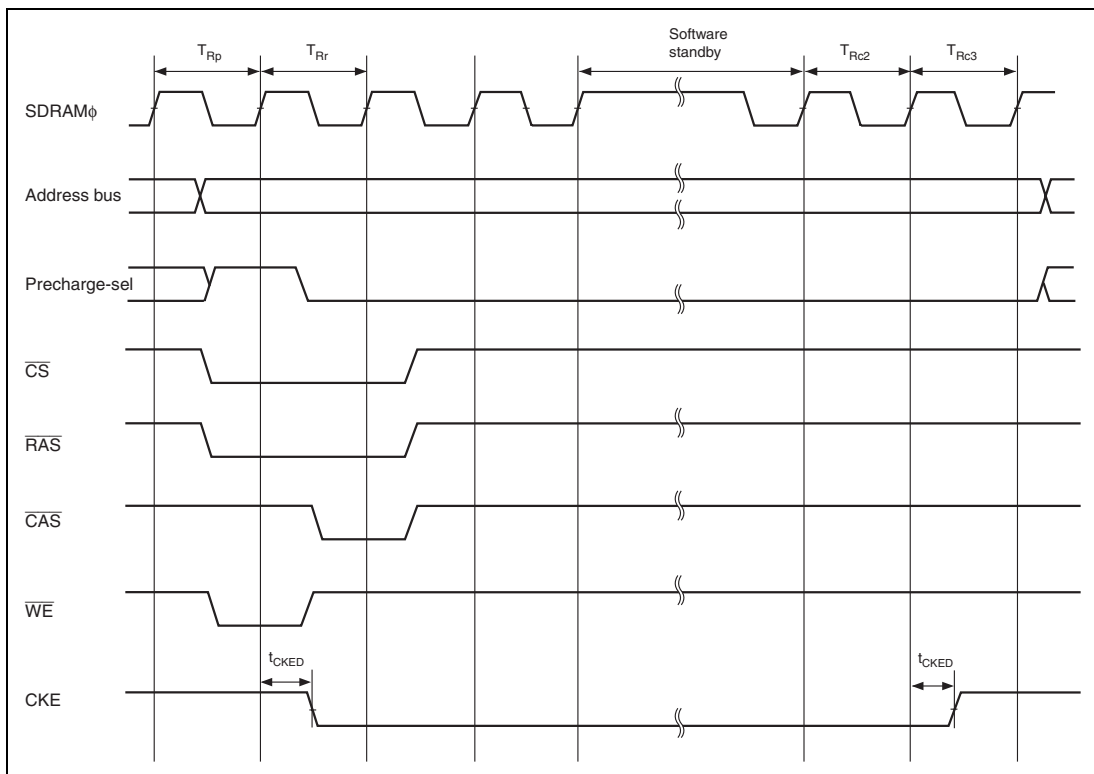 Software
standby
TRp
TRr
TRc2
TRc3
SDRAMϕ
Address bus
Precharge-sel
CS
RAS
CAS
WE
tCKED
tCKED
CKE